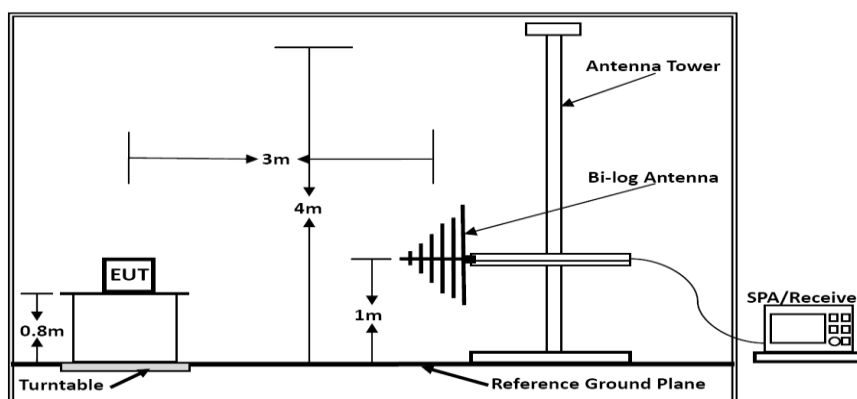 Antenna Tower
3m
Bi-log Antenna
4m
EUT
SPA/Receive
0.8m
1m
Turntable
Reference Ground Plane